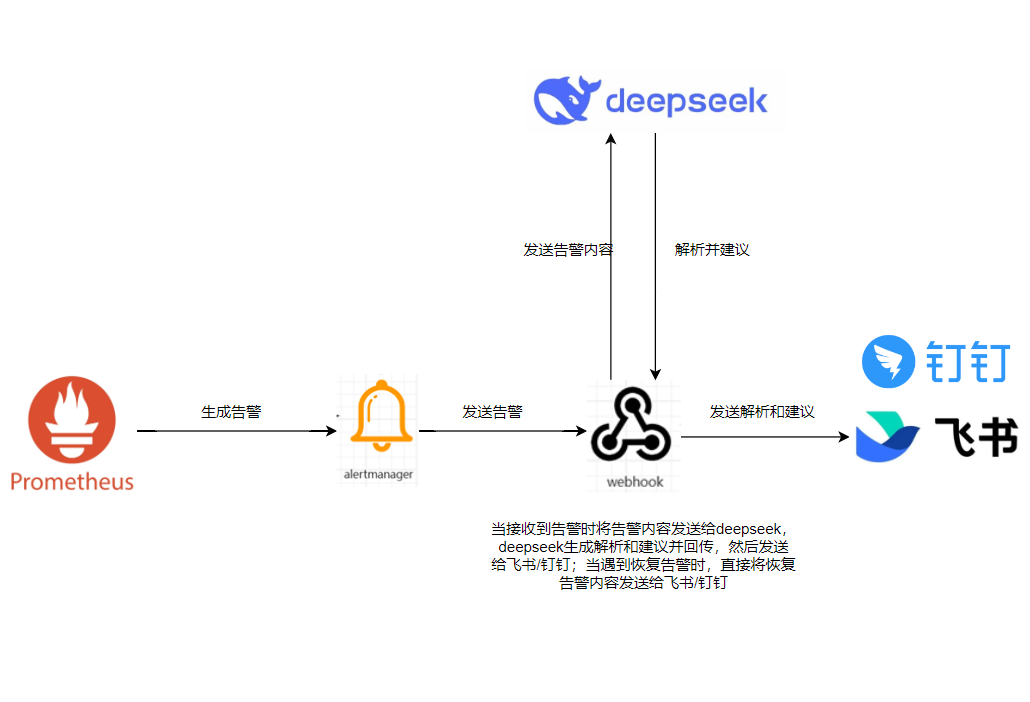 deepseek
发送告警内容
解析并建议
钉钉
生成告警
发送告警
发送解析和建议
飞书
Prometheus
alertmanager
webhook
当接收到告警时将告警内容发送给deepseek，
deepseek生成解析和建议并回传，然后发送
给飞书/钉钉；当遇到恢复告警时，直接将恢复
告警内容发送给飞书/钉钉